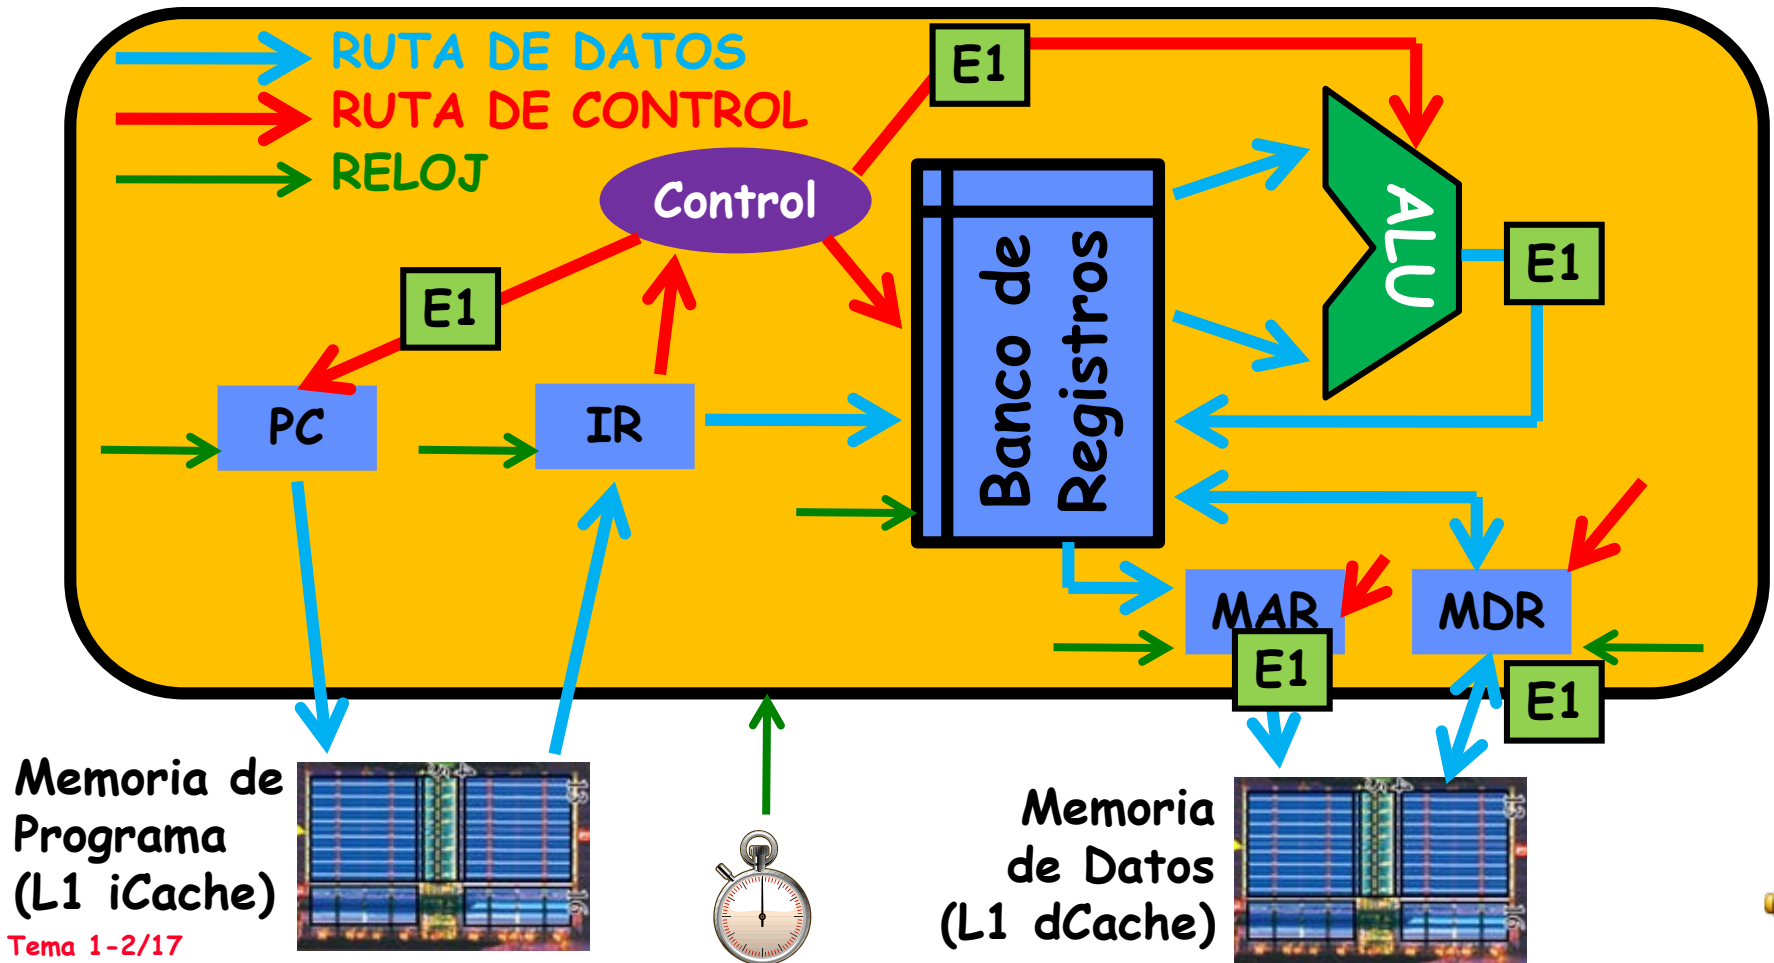 RUTA DE DATOS
RUTA DE CONTROL
RELOJ
E1
Control
E1
PC
IR
Banco de
Registros
ALU
E1
MAR
E1
MDR
E1
Memoria de
Programa
(L1 iCache)
Memoria
de Datos
(L1 dCache)
Tema 1-2/17